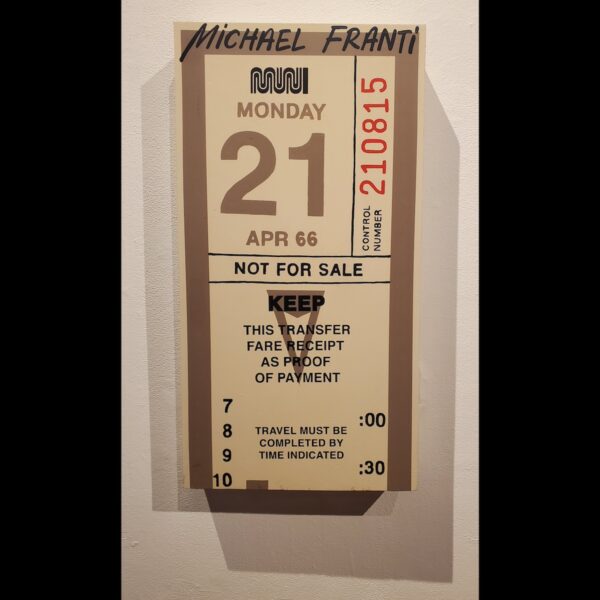 MICHAEL FRANTI
MUNI
MONDAY
21
APR 66
CONTROL
NUMBER
210815
NOT FOR SALE
KEEP
THIS TRANSFER
FARE RECEIPT
AS PROOF
OF PAYMENT
7
8
9
10
TRAVEL MUST BE
COMPLETED BY
TIME INDICATED
:00
:30